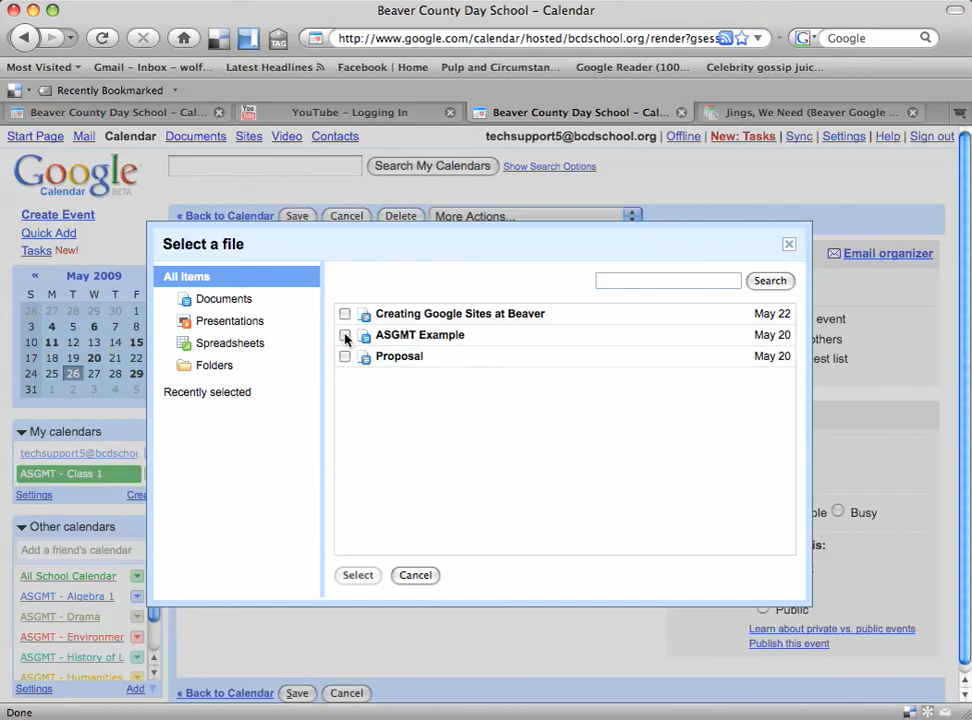 Beaver County Day School – Calendar
TAG
http://www.google.com/calendar/hosted/bcdschool.org/render?gses
Google
Most Visited
Gmail – Inbox – wolf...
Latest Headlines
Facebook | Home
Pulp and Circumstan...
Google Reader (100...
Celebrity gossip juic...
Recently Bookmarked
Beaver County Day School – Cal...
YouTube – Logging In
Beaver County Day School – Cal...
Jings, We Need (Beaver Google ...
Start Page Mail Calendar Documents Sites Video Contacts
techsupport5@bcdschool.org | Offline | New: Tasks | Sync | Settings | Help | Sign out
Google
Calendar BETA
Search My Calendars
Show Search Options
Create Event
Quick Add
Tasks New!
« Back to Calendar Save Cancel Delete More Actions...
« May 2009
S M T W T F
26 27 28 29 30 1
3 4 5 6 7 8
10 11 12 13 14 15
17 18 19 20 21 22
24 25 26 27 28 29
31 1 2 3 4 5
Select a file
All Items
Documents
Presentations
Spreadsheets
Folders
Recently selected
Search
Creating Google Sites at Beaver May 22
ASGMT Example May 20
Proposal May 20
Select Cancel
Email organizer
event
thers
est list
ble Busy
is:
Public
Learn about private vs. public events
Publish this event
My calendars
techsupport5@bcdschoo
ASGMT – Class 1
Settings Crea
Other calendars
Add a friend's calendar
All School Calendar
ASGMT – Algebra 1
ASGMT – Drama
ASGMT – Environmer
ASGMT – History of L
ASGMT – Humanities
Settings Add
« Back to Calendar Save Cancel
Done